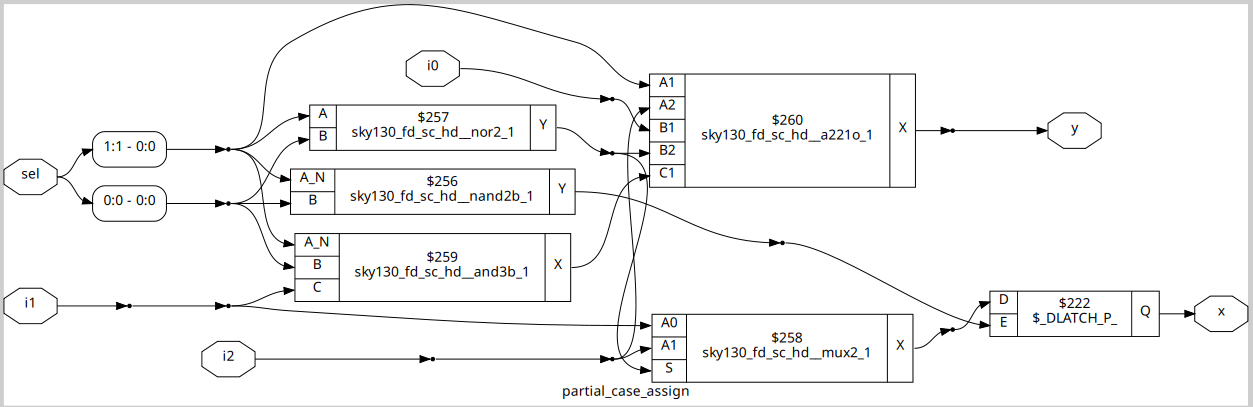 i0
A1
A2
B1
B2
C1
$260
sky130_fd_sc_hd__a221o_1
X
y
A
B
$257
sky130_fd_sc_hd__nor2_1
Y
sel
1:1 - 0:0
0:0 - 0:0
A_N
B
$256
sky130_fd_sc_hd__nand2b_1
Y
A_N
B
C
$259
sky130_fd_sc_hd__and3b_1
X
i1
D
E
$222
$_DLATCH_P_
Q
x
A0
A1
S
$258
sky130_fd_sc_hd__mux2_1
X
i2
partial_case_assign